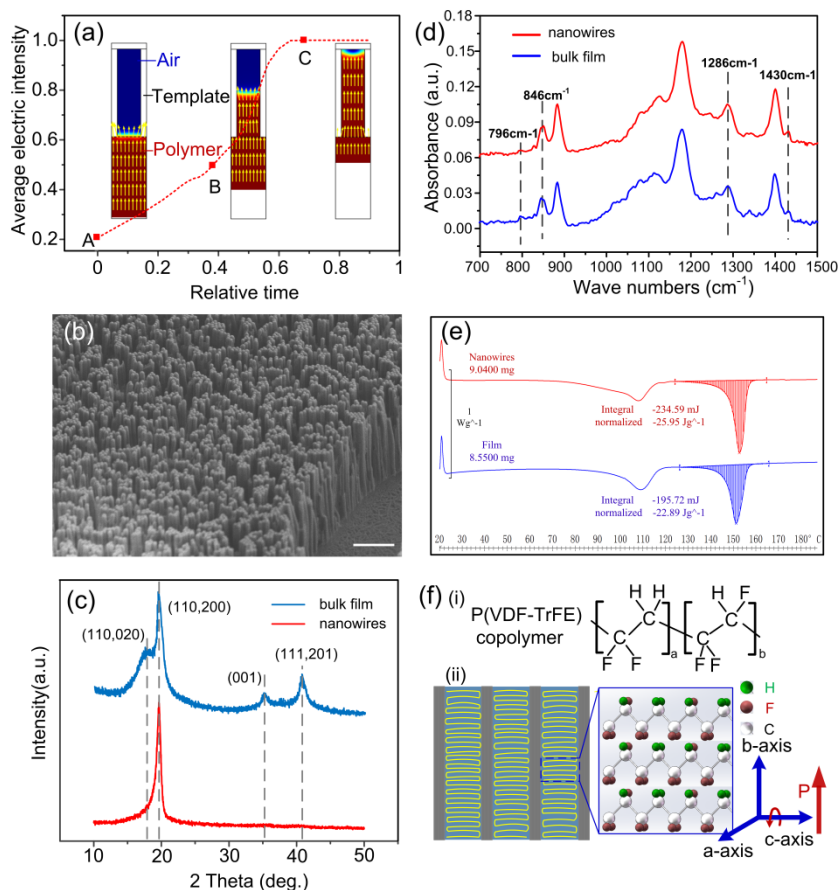 (a)
Average electric intensity
1.0
0.8
0.6
0.4
0.2
Air
Template
Polymer
A
B
C
0 0.2 0.4 0.6 0.8 1
Relative time
(d)
Absorbance (a.u.)
0.18
0.15
0.12
0.09
0.06
0.03
0.00
nanowires
bulk film
796cm-1
846cm⁻¹
1286cm-1
1430cm-1
700 800 900 1000 1100 1200 1300 1400 1500
Wave numbers (cm⁻¹)
(b)
(e)
Nanowires
9.0400 mg
1
Wg^-1
Integral -234.59 mJ
normalized -25.95 Jg^-1
Film
8.5500 mg
Integral -195.72 mJ
normalized -22.89 Jg^-1
20 30 40 50 60 70 80 90 100 110 120 130 140 150 160 180° C
(c)
Intensity(a.u.)
bulk film
nanowires
(110,020)
(110,200)
(001)
(111,201)
10 20 30 40 50
2 Theta (deg.)
(f) (i)
P(VDF-TrFE)
copolymer
H H H F
C C C C
F F F F
a b
(ii)
H
F
C
b-axis
P
a-axis
c-axis